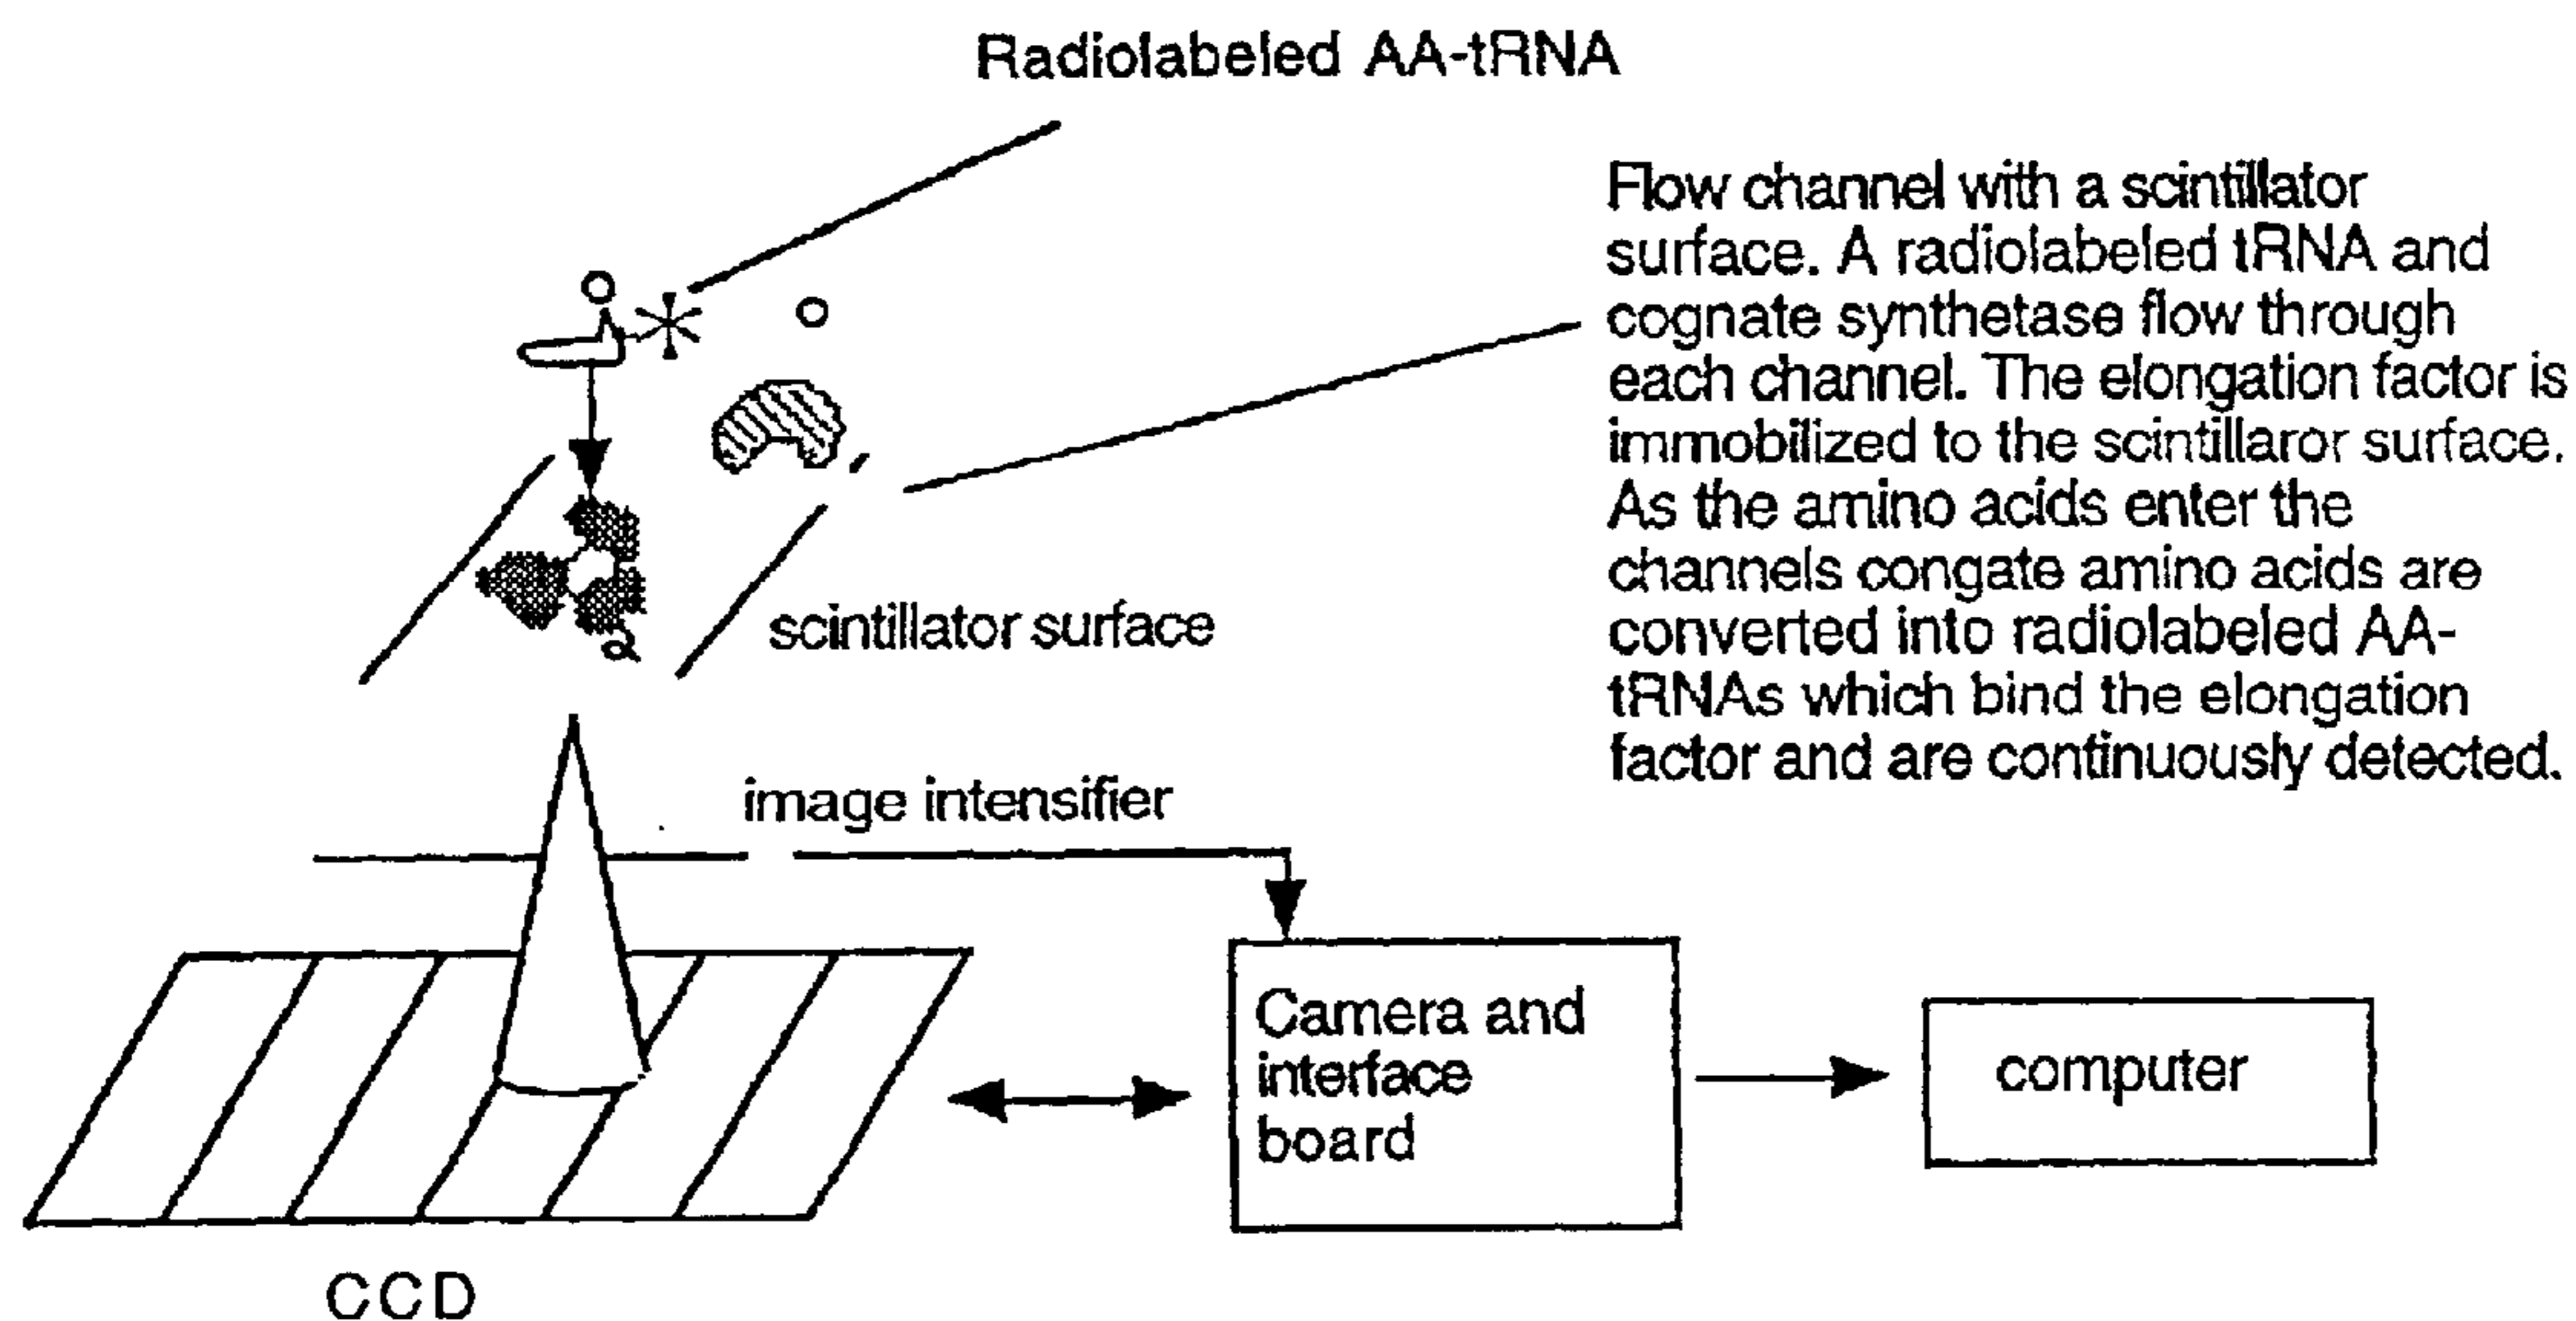 Radiolabeled AA-tRNA
Flow channel with a scintillator
surface. A radiolabeled tRNA and
cognate synthetase flow through
each channel. The elongation factor is
immobilized to the scintillaror surface.
As the amino acids enter the
channels congate amino acids are
converted into radiolabeled AA-
tRNAs which bind the elongation
factor and are continuously detected.
scintillator surface
image intensifier
Camera and
interface
board
computer
CCD